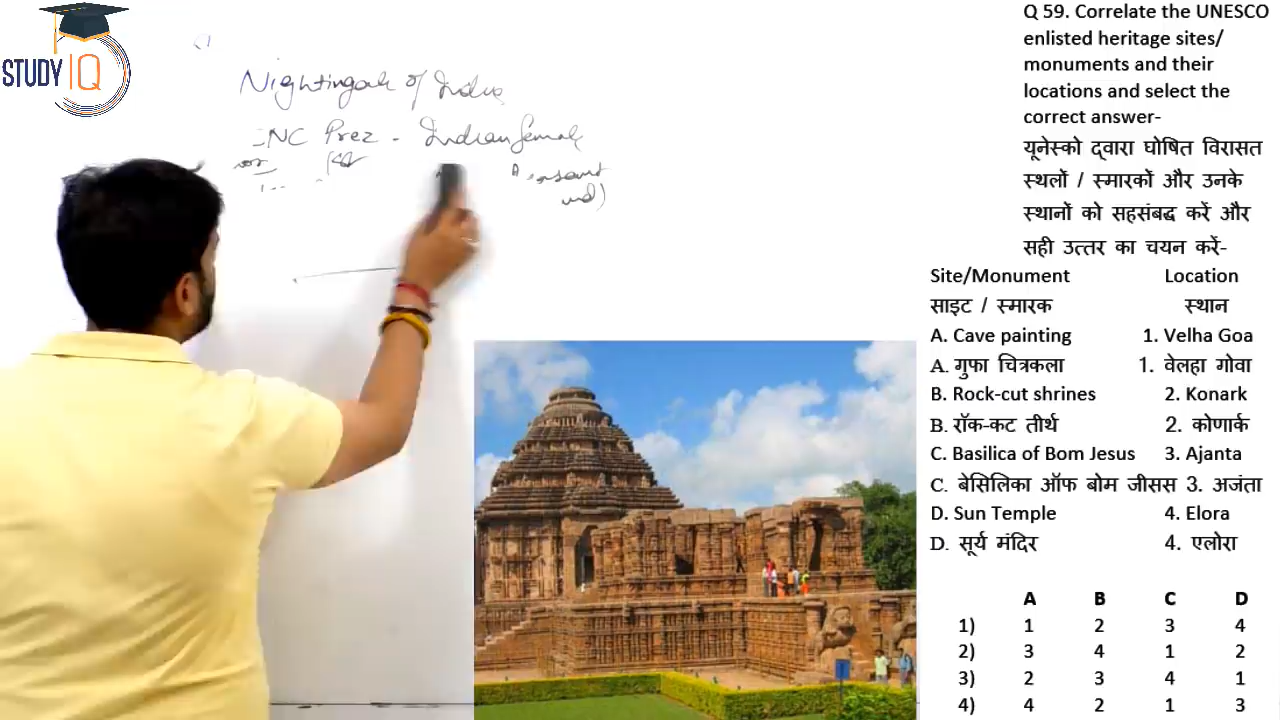 STUDY IQ
Nightingale of India
INC Prez - Indian female
Q 59. Correlate the UNESCO
enlisted heritage sites/
monuments and their
locations and select the
correct answer-
यूनेस्को द्वारा घोषित विरासत
स्थलों / स्मारकों और उनके
स्थानों को सहसंबद्ध करें और
सही उत्तर का चयन करें-
Site/Monument Location
साइट / स्मारक स्थान
A. Cave painting 1. Velha Goa
A. गुफा चित्रकला 1. वेलहा गोवा
B. Rock-cut shrines 2. Konark
B. रॉक-कट तीर्थ 2. कोणार्क
C. Basilica of Bom Jesus 3. Ajanta
C. बेसिलिका ऑफ बोम जीसस 3. अजंता
D. Sun Temple 4. Elora
D. सूर्य मंदिर 4. एलोरा
A B C D
1) 1 2 3 4
2) 3 4 1 2
3) 2 3 4 1
4) 4 2 1 3